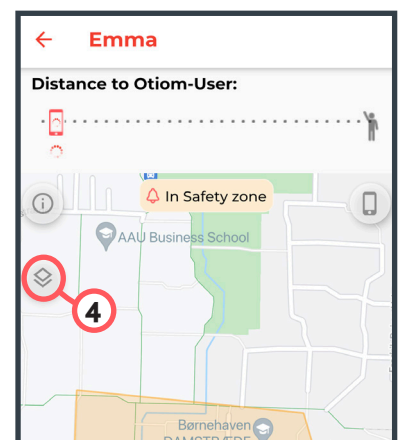 Emma
Distance to Otiom-User:
In Safety zone
AAU Business School
4
Børnehaven
DAMSTRÆDE